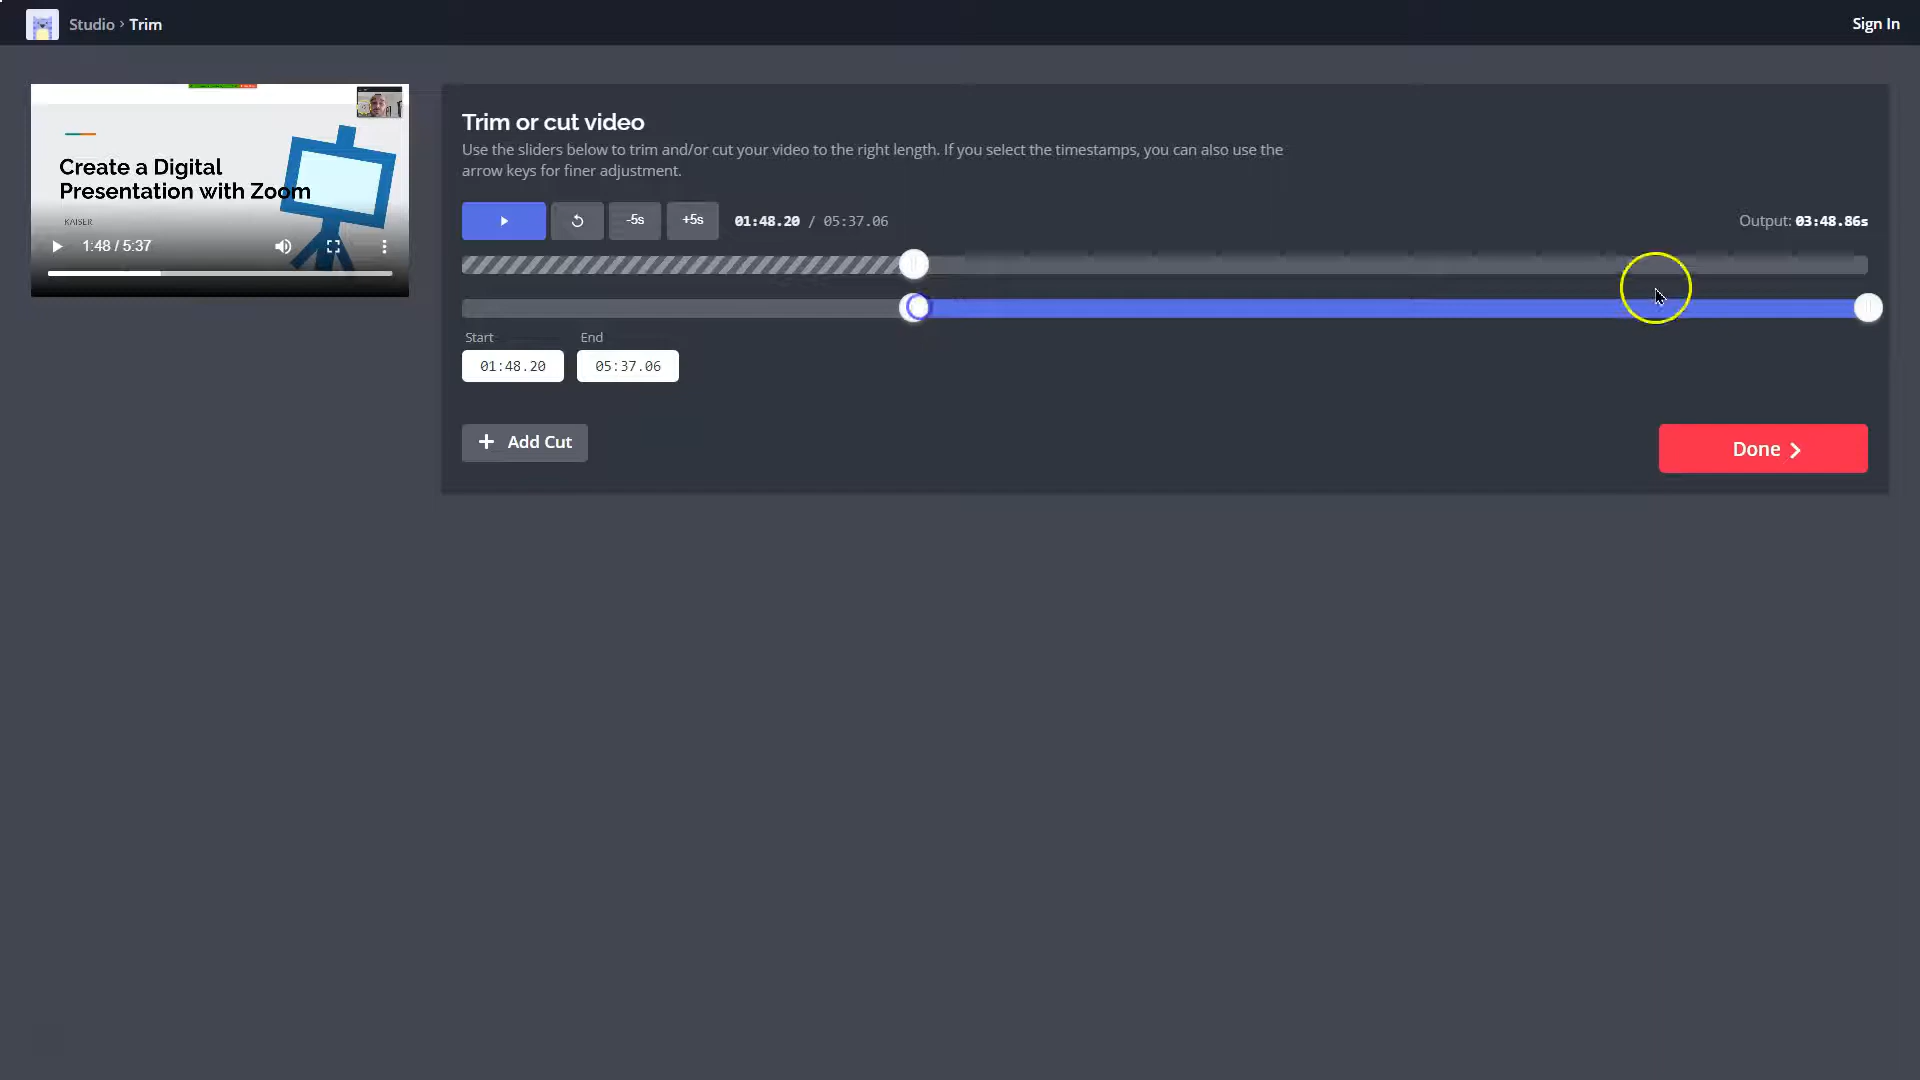 Studio › Trim
Sign In
Create a Digital
Presentation with Zoom
KAISER
1:48 / 5:37
Trim or cut video
Use the sliders below to trim and/or cut your video to the right length. If you select the timestamps, you can also use the
arrow keys for finer adjustment.
-5s
+5s
01:48.20 / 05:37.06
Output: 03:48.86s
Start
End
01:48.20
05:37.06
+ Add Cut
Done